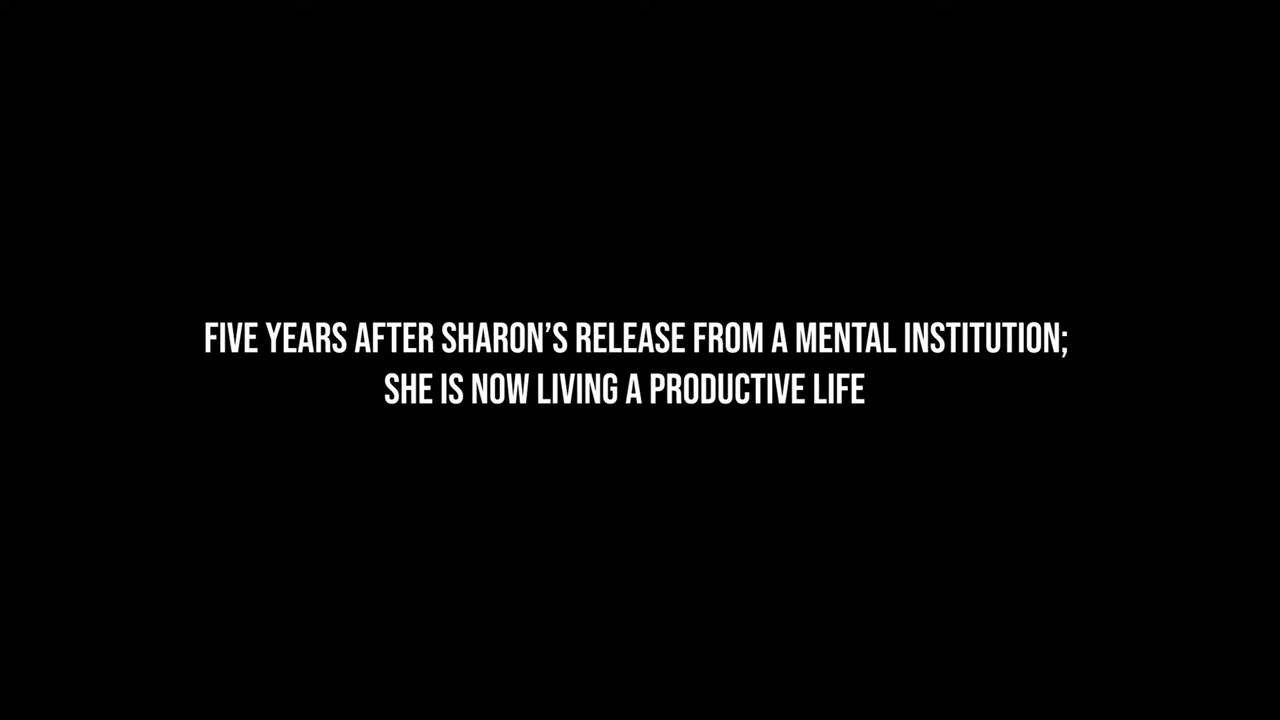 FIVE YEARS AFTER SHARON’S RELEASE FROM A MENTAL INSTITUTION;
SHE IS NOW LIVING A PRODUCTIVE LIFE